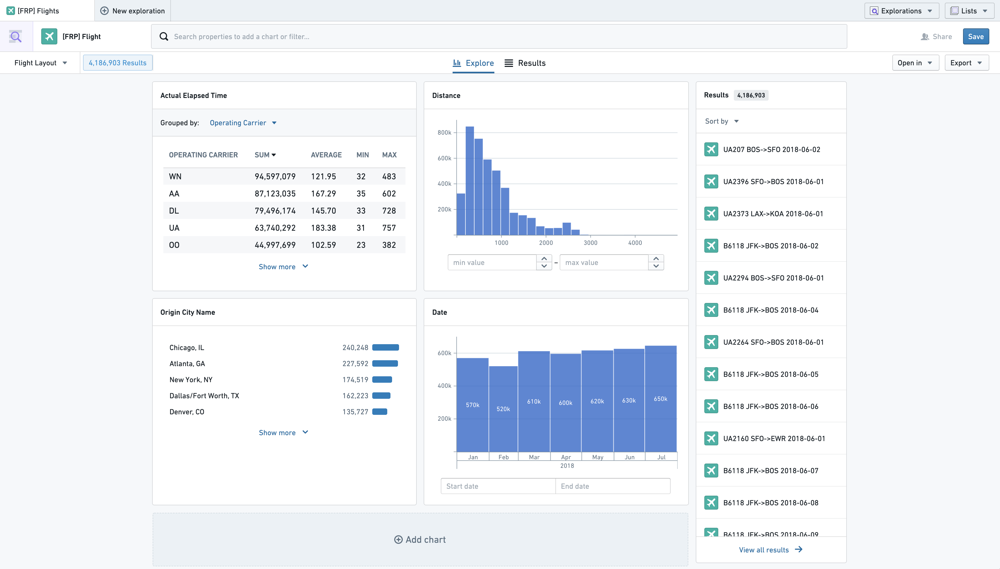 [FRP] Flights
New exploration
Explorations
Lists
[FRP] Flight
Search properties to add a chart or filter...
Share
Save
Flight Layout
4,186,903 Results
Explore
Results
Open in
Export
Actual Elapsed Time
Grouped by: Operating Carrier
OPERATING CARRIER SUM AVERAGE MIN MAX
WN 94,597,079 121.95 32 483
AA 87,123,035 167.29 35 602
DL 79,496,174 145.70 33 728
UA 63,740,292 183.38 31 757
OO 44,997,699 102.59 23 382
Show more
Distance
800k
600k
400k
200k
1000 2000 3000 4000
min value – max value
Origin City Name
Chicago, IL 240,248
Atlanta, GA 227,592
New York, NY 174,519
Dallas/Fort Worth, TX 162,223
Denver, CO 135,727
Show more
Date
600k
400k
200k
570k 520k 610k 600k 620k 630k 650k
Jan Feb Mar Apr May Jun Jul
2018
Start date End date
Add chart
Results 4,186,903
Sort by
UA207 BOS->SFO 2018-06-02
UA2396 SFO->BOS 2018-06-01
UA2373 LAX->KOA 2018-06-01
B6118 JFK->BOS 2018-06-02
UA2294 BOS->SFO 2018-06-01
B6118 JFK->BOS 2018-06-04
UA2264 SFO->BOS 2018-06-01
B6118 JFK->BOS 2018-06-05
B6118 JFK->BOS 2018-06-06
UA2160 SFO->EWR 2018-06-01
B6118 JFK->BOS 2018-06-07
B6118 JFK->BOS 2018-06-08
B6118 JFK->BOS 2018-06-09
View all results